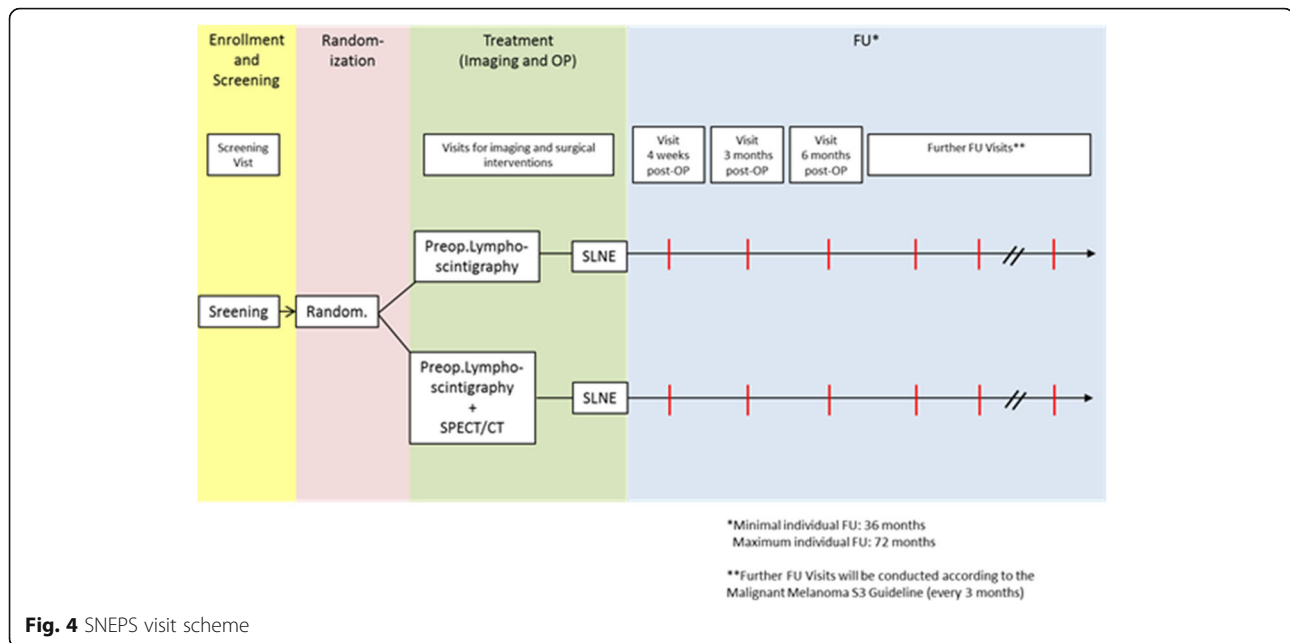 Enrollment
and
Screening
Random-
ization
Treatment
(Imaging and OP)
FU*
Screening
Vist
Visits for imaging and surgical
interventions
Visit
4 weeks
post-OP
Visit
3 months
post-OP
Visit
6 months
post-OP
Further FU Visits**
Preop.Lympho-
scintigraphy
SLNE
Sreening
Random.
Preop.Lympho-
scintigraphy
+
SPECT/CT
SLNE
*Minimal individual FU: 36 months
Maximum individual FU: 72 months
**Further FU Visits will be conducted according to the
Malignant Melanoma S3 Guideline (every 3 months)
Fig. 4 SNEPS visit scheme